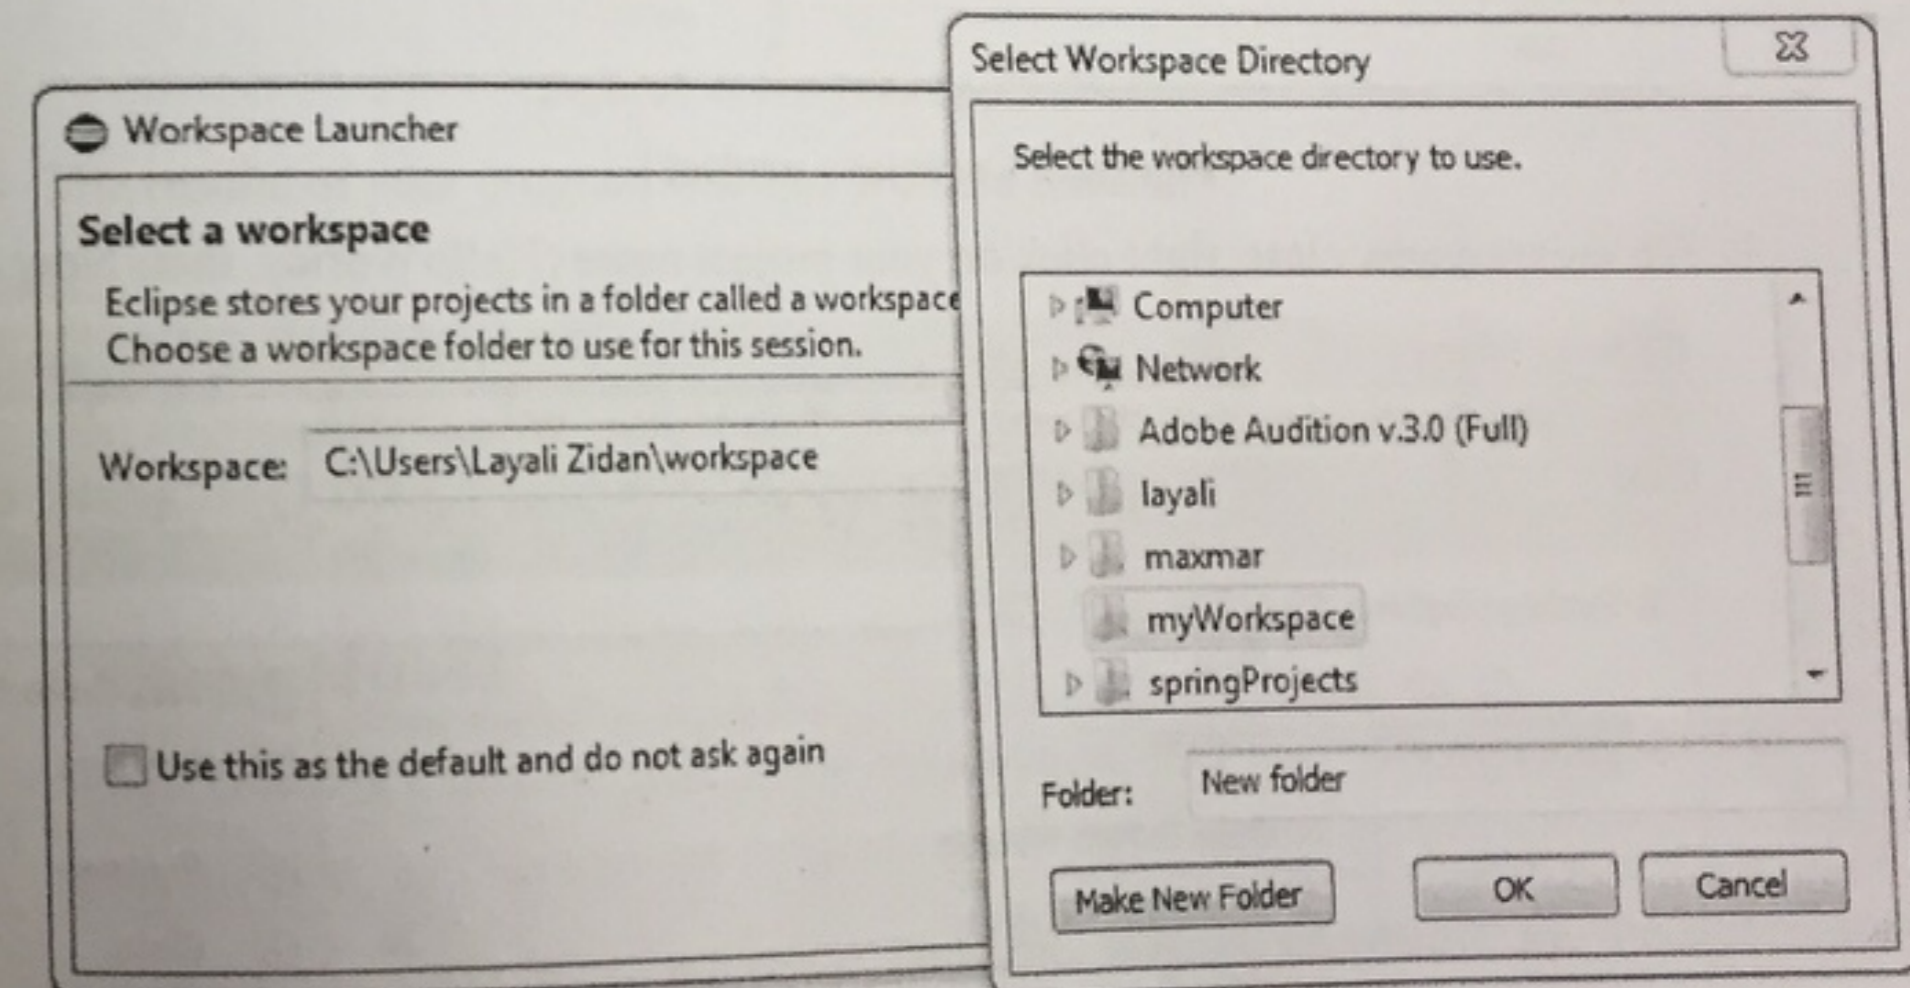 Workspace Launcher
Select a workspace
Eclipse stores your projects in a folder called a workspace
Choose a workspace folder to use for this session.
Workspace: C:\Users\Layali Zidan\workspace
Use this as the default and do not ask again
Select Workspace Directory
Select the workspace directory to use.
Computer
Network
Adobe Audition v.3.0 (Full)
layali
maxmar
myWorkspace
springProjects
Folder: New folder
Make New Folder OK Cancel